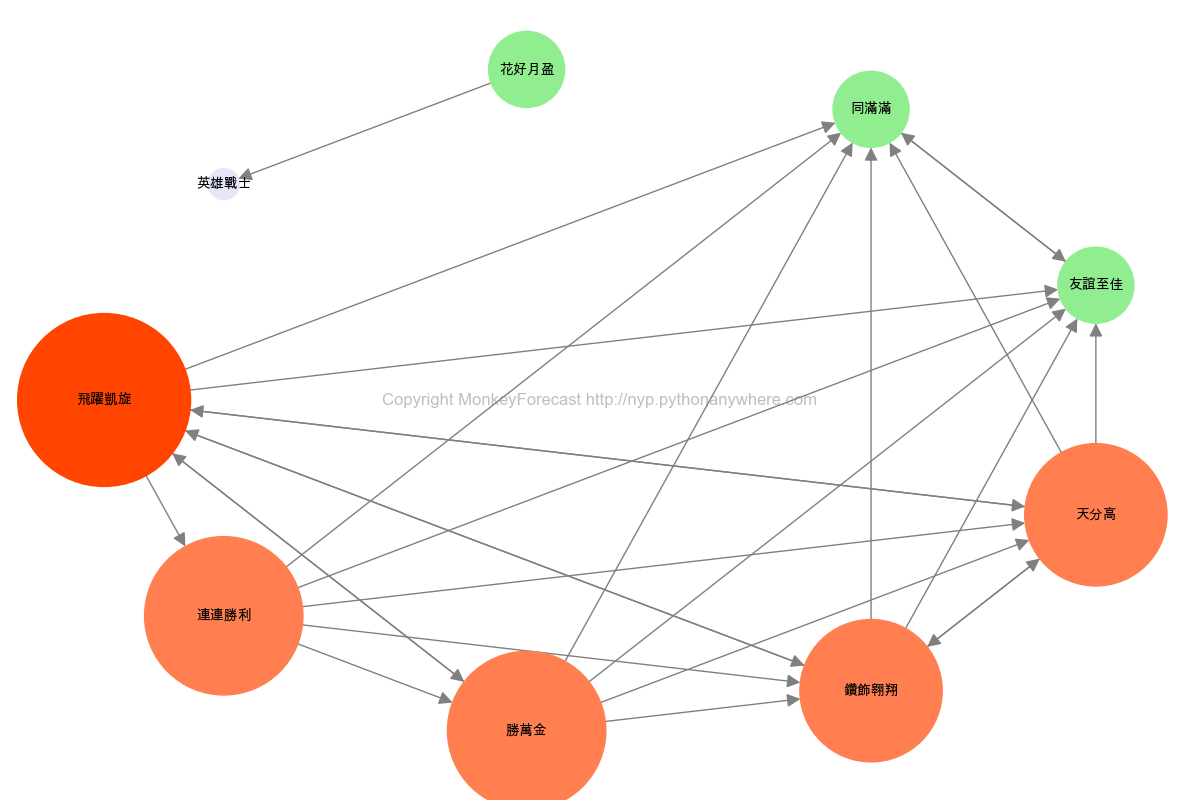 花好月盈
同滿滿
英雄戰士
友誼至佳
飛躍凱旋
Copyright MonkeyForecast http://nyp.pythonanywhere.com
天分高
連連勝利
鑽飾翱翔
勝萬金